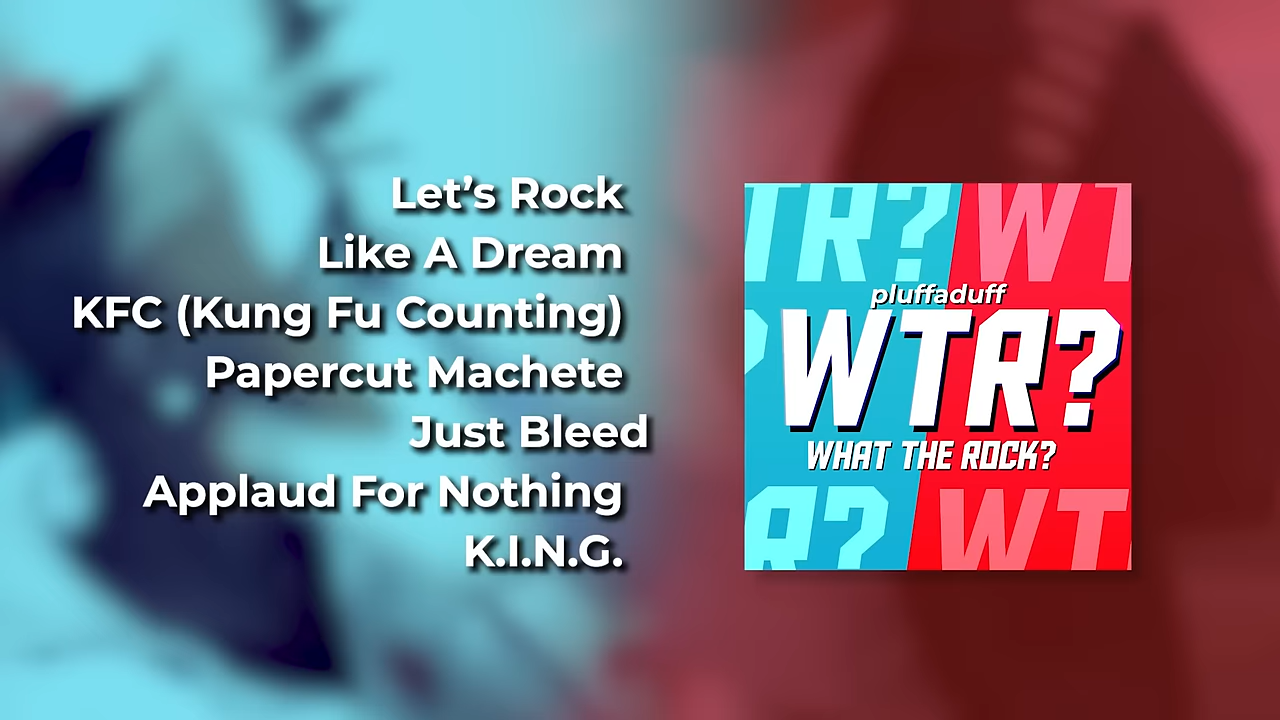 Let’s Rock
Like A Dream
KFC (Kung Fu Counting)
Papercut Machete
Just Bleed
Applaud For Nothing
K.I.N.G.
TR? WT
pluffaduff
WTR?
WHAT THE ROCK?
R? WT